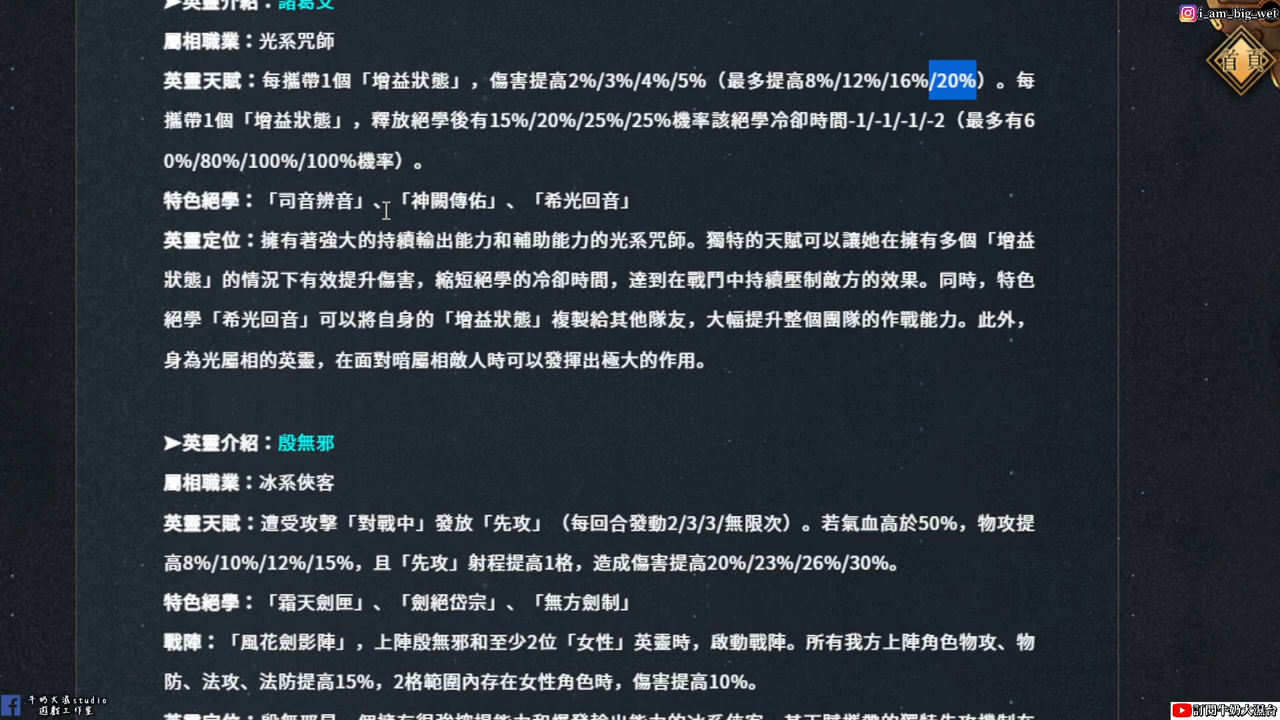 ➤英靈介紹：諸葛艾
屬相職業：光系咒師
英靈天賦：每攜帶1個「增益狀態」，傷害提高2%/3%/4%/5%（最多提高8%/12%/16%/20%）。每
攜帶1個「增益狀態」，釋放絕學後有15%/20%/25%/25%機率該絕學冷卻時間-1/-1/-1/-2（最多有6
0%/80%/100%/100%機率）。
特色絕學：「司音辨音」、「神闕傳佑」、「希光回音」
英靈定位：擁有著強大的持續輸出能力和輔助能力的光系咒師。獨特的天賦可以讓她在擁有多個「增益
狀態」的情況下有效提升傷害，縮短絕學的冷卻時間，達到在戰鬥中持續壓制敵方的效果。同時，特色
絕學「希光回音」可以將自身的「增益狀態」複製給其他隊友，大幅提升整個團隊的作戰能力。此外，
身為光屬相的英靈，在面對暗屬相敵人時可以發揮出極大的作用。
➤英靈介紹：殷無邪
屬相職業：冰系俠客
英靈天賦：遭受攻擊「對戰中」發放「先攻」（每回合發動2/3/3/無限次）。若氣血高於50%，物攻提
高8%/10%/12%/15%，且「先攻」射程提高1格，造成傷害提高20%/23%/26%/30%。
特色絕學：「霜天劍匣」、「劍絕岱宗」、「無方劍制」
戰陣：「風花劍影陣」，上陣殷無邪和至少2位「女性」英靈時，啟動戰陣。所有我方上陣角色物攻、物
防、法攻、法防提高15%，2格範圍內存在女性角色時，傷害提高10%。
i_am_big_wet
首頁
牛奶大濕studio
遊戲工作室
訂閱牛奶大濕台